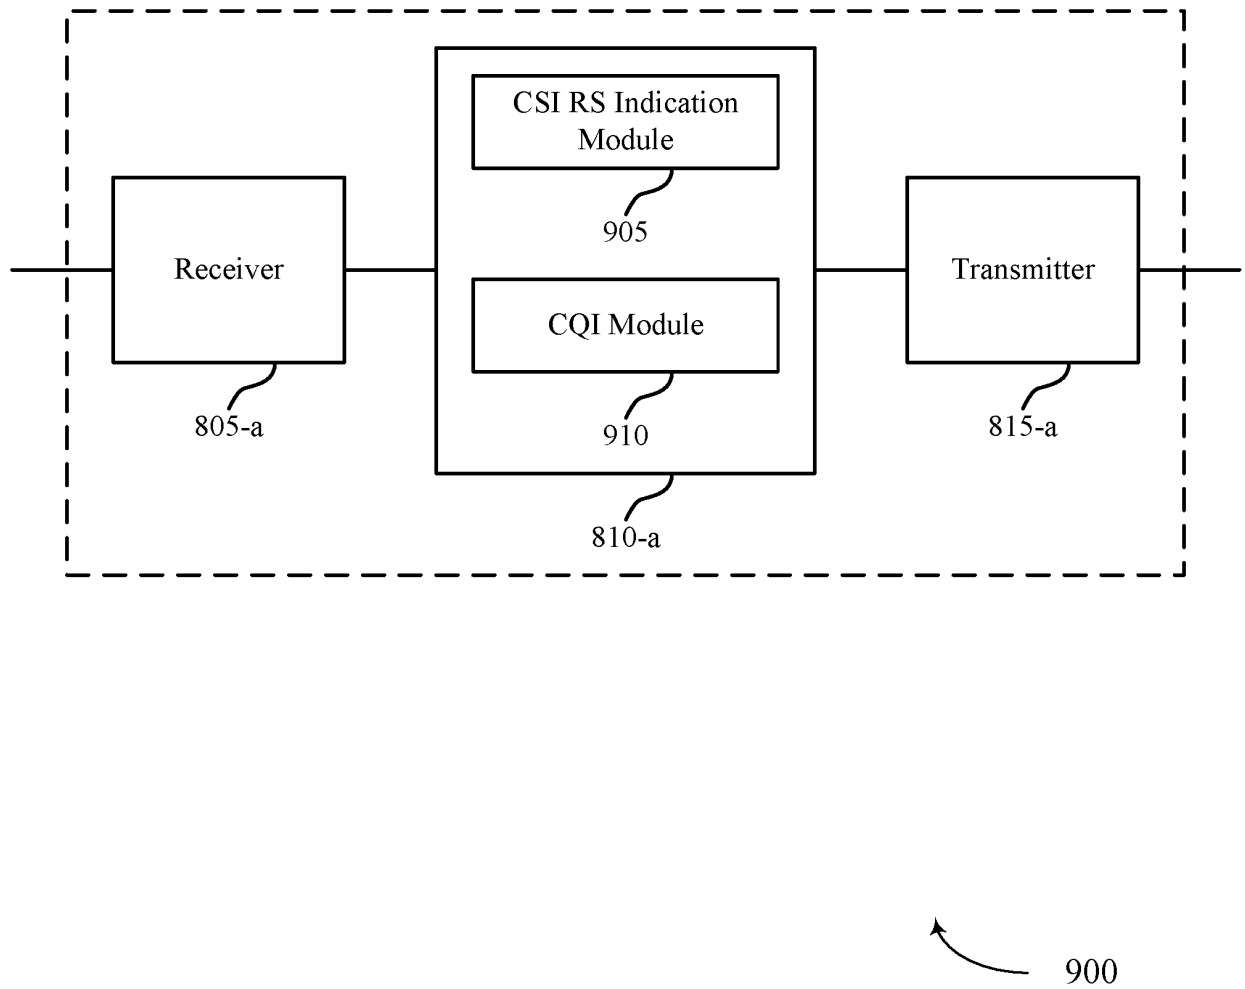 CSI RS Indication
Module
905
Receiver
805-a
CQI Module
910
810-a
Transmitter
815-a
900